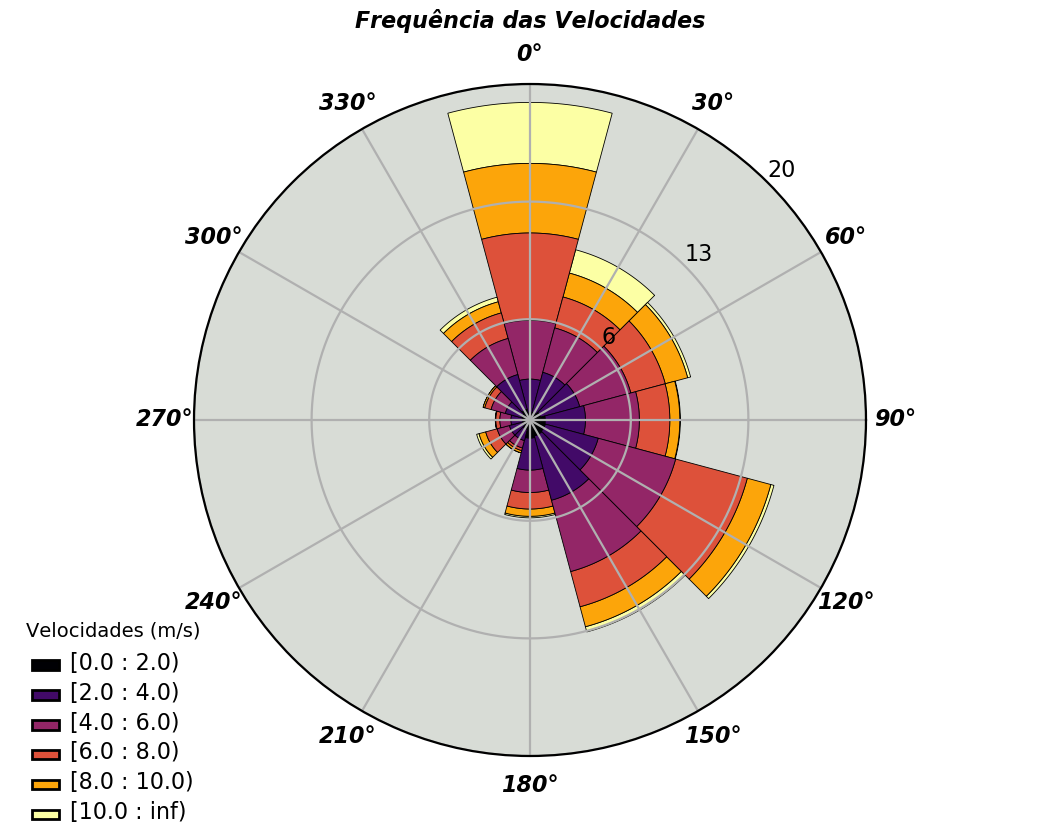 Frequência das Velocidades
0°
330°
30°
20
300°
60°
13
6
270°
90°
240°
120°
210°
150°
180°
Velocidades (m/s)
[0.0 : 2.0)
[2.0 : 4.0)
[4.0 : 6.0)
[6.0 : 8.0)
[8.0 : 10.0)
[10.0 : inf)